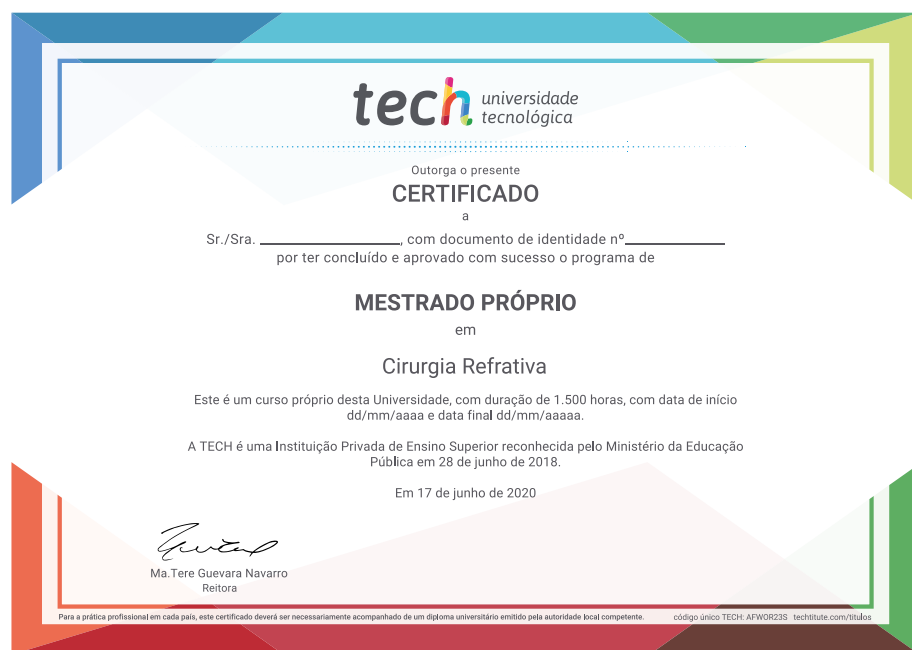 tech universidade
tecnológica
Outorga o presente
CERTIFICADO
a
Sr./Sra. ____________________, com documento de identidade nº______________
por ter concluído e aprovado com sucesso o programa de
MESTRADO PRÓPRIO
em
Cirurgia Refrativa
Este é um curso próprio desta Universidade, com duração de 1.500 horas, com data de início
dd/mm/aaaa e data final dd/mm/aaaaa.
A TECH é uma Instituição Privada de Ensino Superior reconhecida pelo Ministério da Educação
Pública em 28 de junho de 2018.
Em 17 de junho de 2020
Ma.Tere Guevara Navarro
Reitora
Para a prática profissional em cada país, este certificado deverá ser necessariamente acompanhado de um diploma universitário emitido pela autoridade local competente. código único TECH: AFWOR23S techtitute.com/titulos